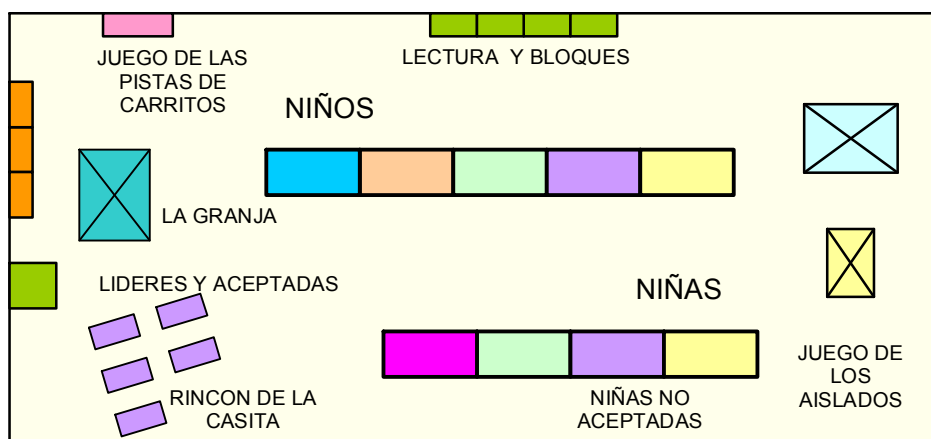 JUEGO DE LAS
PISTAS DE
CARRITOS
LECTURA Y BLOQUES
NIÑOS
LA GRANJA
LIDERES Y ACEPTADAS
NIÑAS
RINCON DE LA
CASITA
NIÑAS NO
ACEPTADAS
JUEGO DE
LOS
AISLADOS